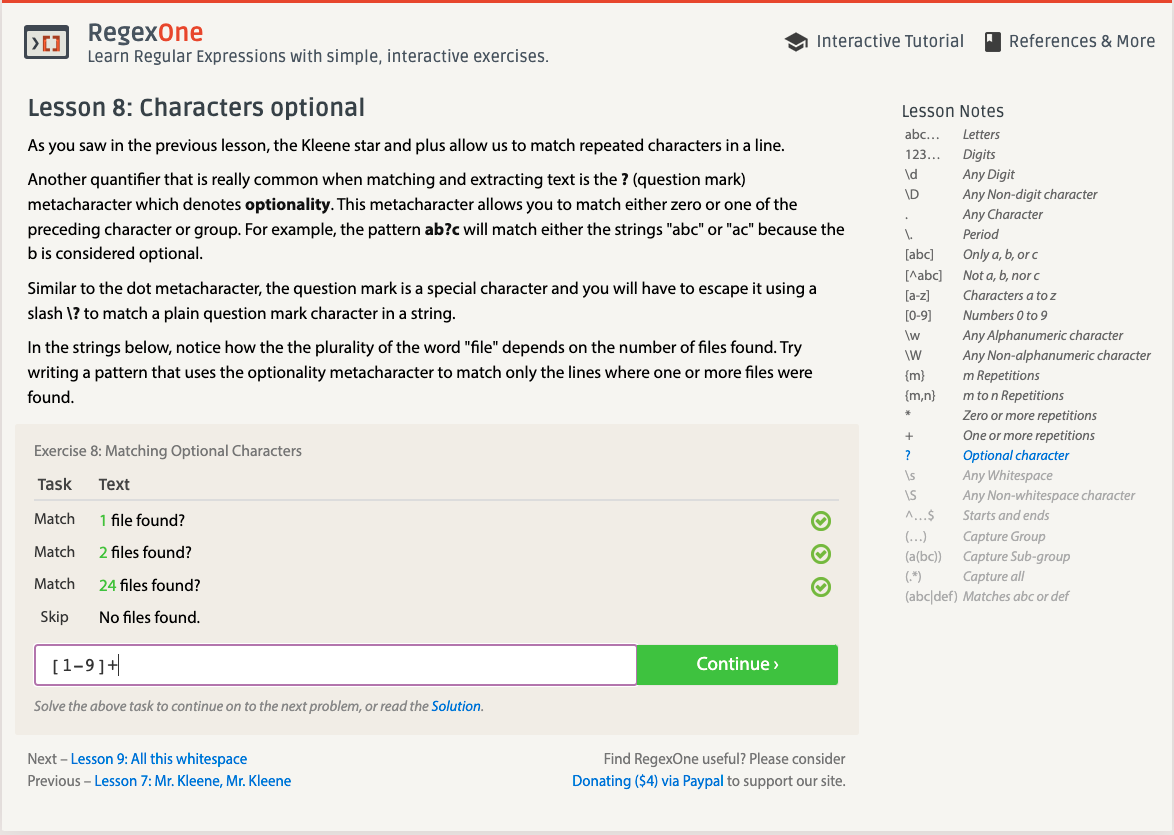 RegexOne
Learn Regular Expressions with simple, interactive exercises.
Interactive Tutorial
References & More
Lesson 8: Characters optional
As you saw in the previous lesson, the Kleene star and plus allow us to match repeated characters in a line.
Another quantifier that is really common when matching and extracting text is the ? (question mark)
metacharacter which denotes optionality. This metacharacter allows you to match either zero or one of the
preceding character or group. For example, the pattern ab?c will match either the strings "abc" or "ac" because the
b is considered optional.
Similar to the dot metacharacter, the question mark is a special character and you will have to escape it using a
slash \? to match a plain question mark character in a string.
In the strings below, notice how the the plurality of the word "file" depends on the number of files found. Try
writing a pattern that uses the optionality metacharacter to match only the lines where one or more files were
found.
Exercise 8: Matching Optional Characters
Task Text
Match 1 file found?
Match 2 files found?
Match 24 files found?
Skip No files found.
[1-9]+
Continue ›
Solve the above task to continue on to the next problem, or read the Solution.
Next – Lesson 9: All this whitespace
Previous – Lesson 7: Mr. Kleene, Mr. Kleene
Find RegexOne useful? Please consider
Donating ($4) via Paypal to support our site.
Lesson Notes
abc… Letters
123… Digits
\d Any Digit
\D Any Non-digit character
. Any Character
\. Period
[abc] Only a, b, or c
[^abc] Not a, b, nor c
[a-z] Characters a to z
[0-9] Numbers 0 to 9
\w Any Alphanumeric character
\W Any Non-alphanumeric character
{m} m Repetitions
{m,n} m to n Repetitions
* Zero or more repetitions
+ One or more repetitions
? Optional character
\s Any Whitespace
\S Any Non-whitespace character
^…$ Starts and ends
(…) Capture Group
(a(bc)) Capture Sub-group
(.*) Capture all
(abc|def) Matches abc or def